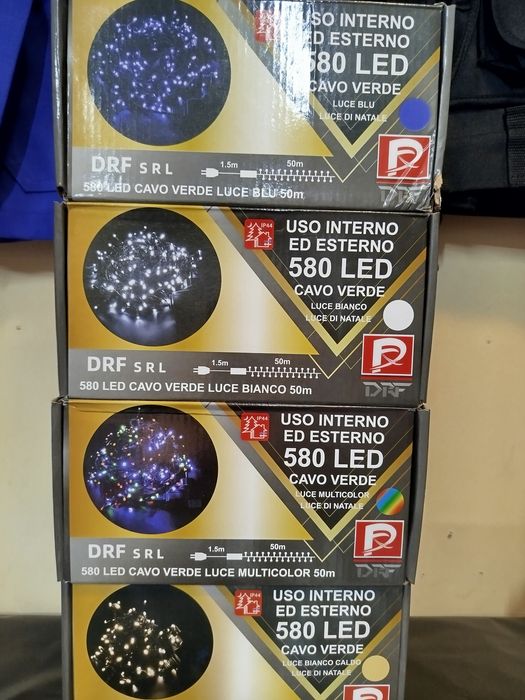 USO INTERNO
ED ESTERNO
580 LED
CAVO VERDE
LUCE BLU
LUCE DI NATALE
DRF SRL
1.5m 50m
580 LED CAVO VERDE LUCE BLU 50m
DRF
IP44
USO INTERNO
ED ESTERNO
580 LED
CAVO VERDE
LUCE BIANCO
LUCE DI NATALE
DRF SRL
1.5m 50m
580 LED CAVO VERDE LUCE BIANCO 50m
DRF
IP44
USO INTERNO
ED ESTERNO
580 LED
CAVO VERDE
LUCE MULTICOLOR
LUCE DI NATALE
DRF SRL
1.5m 50m
580 LED CAVO VERDE LUCE MULTICOLOR 50m
DRF
IP44
USO INTERNO
ED ESTERNO
580 LED
CAVO VERDE
LUCE BIANCO CALDO
LUCE DI NATALE